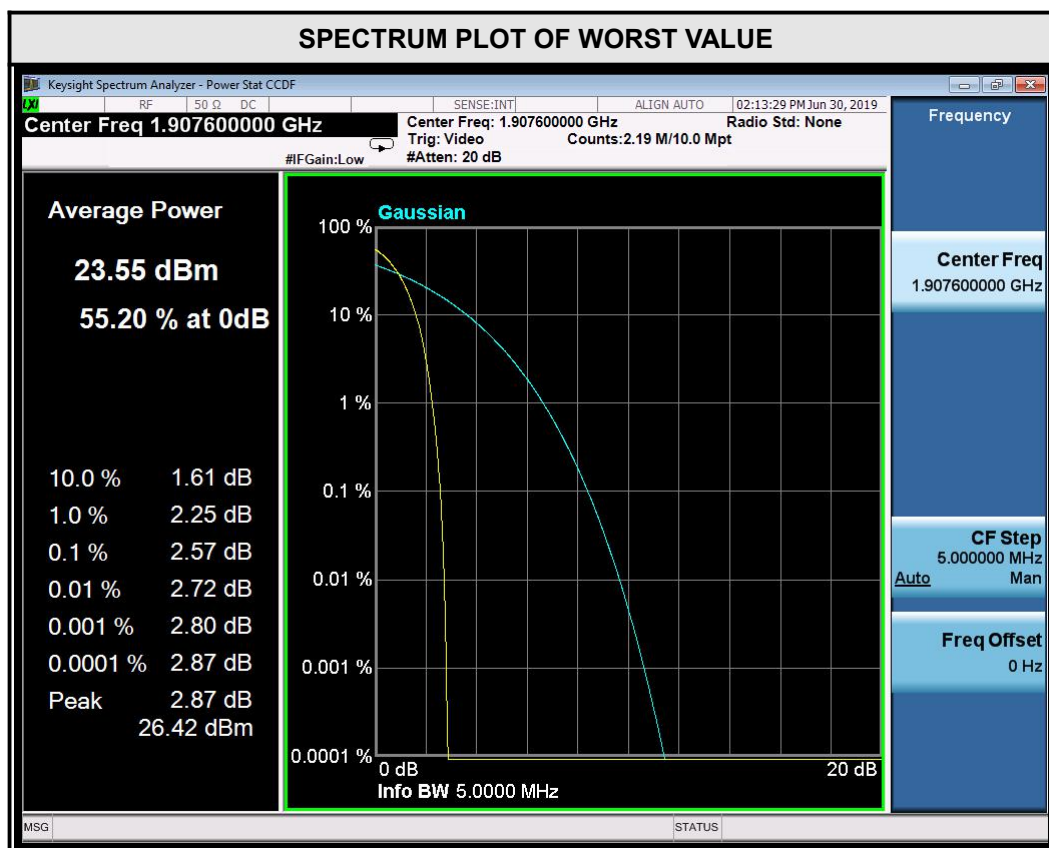 SPECTRUM PLOT OF WORST VALUE
Keysight Spectrum Analyzer - Power Stat CCDF
LXI RF 50 Ω DC SENSE:INT ALIGN AUTO 02:13:29 PM Jun 30, 2019
Center Freq 1.907600000 GHz
Center Freq: 1.907600000 GHz Radio Std: None
Trig: Video Counts:2.19 M/10.0 Mpt
#IFGain:Low #Atten: 20 dB
Average Power
23.55 dBm
55.20 % at 0dB
10.0 % 1.61 dB
1.0 % 2.25 dB
0.1 % 2.57 dB
0.01 % 2.72 dB
0.001 % 2.80 dB
0.0001 % 2.87 dB
Peak 2.87 dB
26.42 dBm
Gaussian
100 %
10 %
1 %
0.1 %
0.01 %
0.001 %
0.0001 %
0 dB 20 dB
Info BW 5.0000 MHz
Frequency
Center Freq
1.907600000 GHz
CF Step
5.000000 MHz
Auto Man
Freq Offset
0 Hz
MSG STATUS